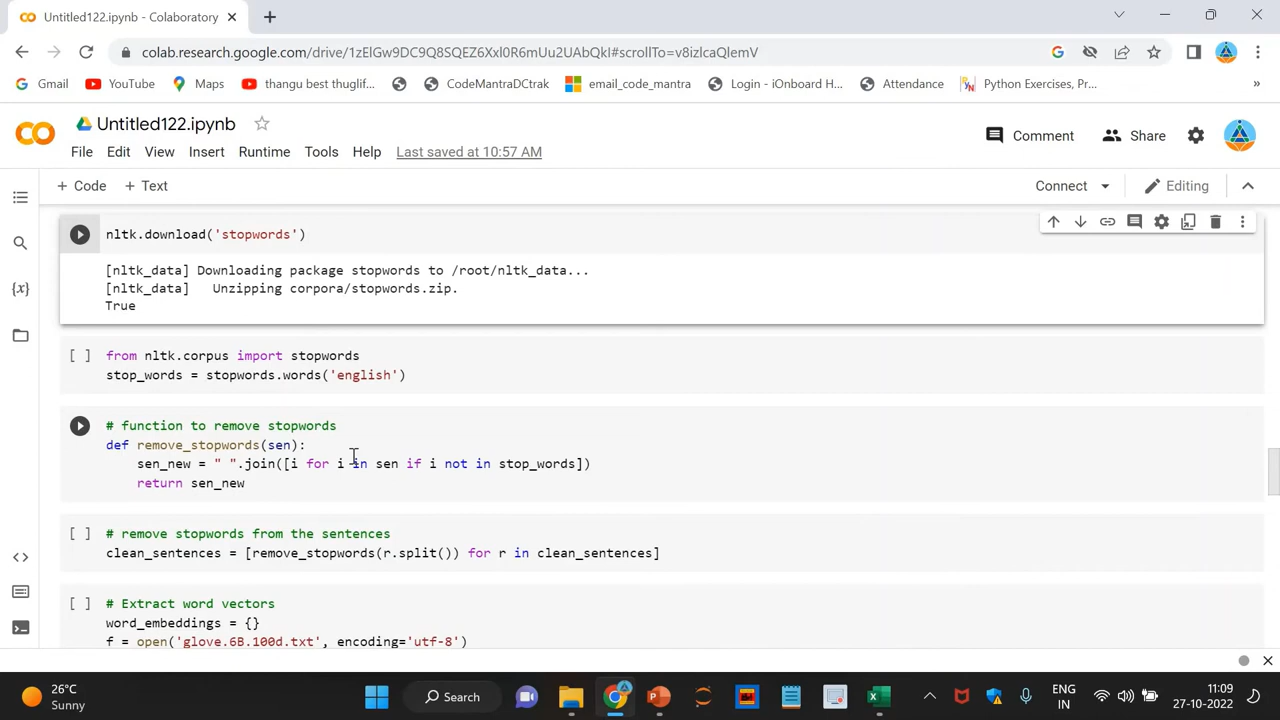 Untitled122.ipynb - Colaboratory
colab.research.google.com/drive/1zElGw9DC9Q8SQEZ6Xxl0R6mUu2UAbQkI#scrollTo=v8izlcaQlemV
Gmail YouTube Maps thangu best thuglif... CodeMantraDCtrak email_code_mantra Login - iOnboard H... Attendance Python Exercises, Pr... »
Untitled122.ipynb
Comment Share
File Edit View Insert Runtime Tools Help Last saved at 10:57 AM
+ Code + Text Connect Editing
nltk.download('stopwords')
[nltk_data] Downloading package stopwords to /root/nltk_data...
[nltk_data]   Unzipping corpora/stopwords.zip.
True
[ ] from nltk.corpus import stopwords
stop_words = stopwords.words('english')
# function to remove stopwords
def remove_stopwords(sen):
sen_new = " ".join([i for i in sen if i not in stop_words])
return sen_new
[ ] # remove stopwords from the sentences
clean_sentences = [remove_stopwords(r.split()) for r in clean_sentences]
[ ] # Extract word vectors
word_embeddings = {}
f = open('glove.6B.100d.txt', encoding='utf-8')
26°C
Sunny
Search
ENG
IN
11:09
27-10-2022